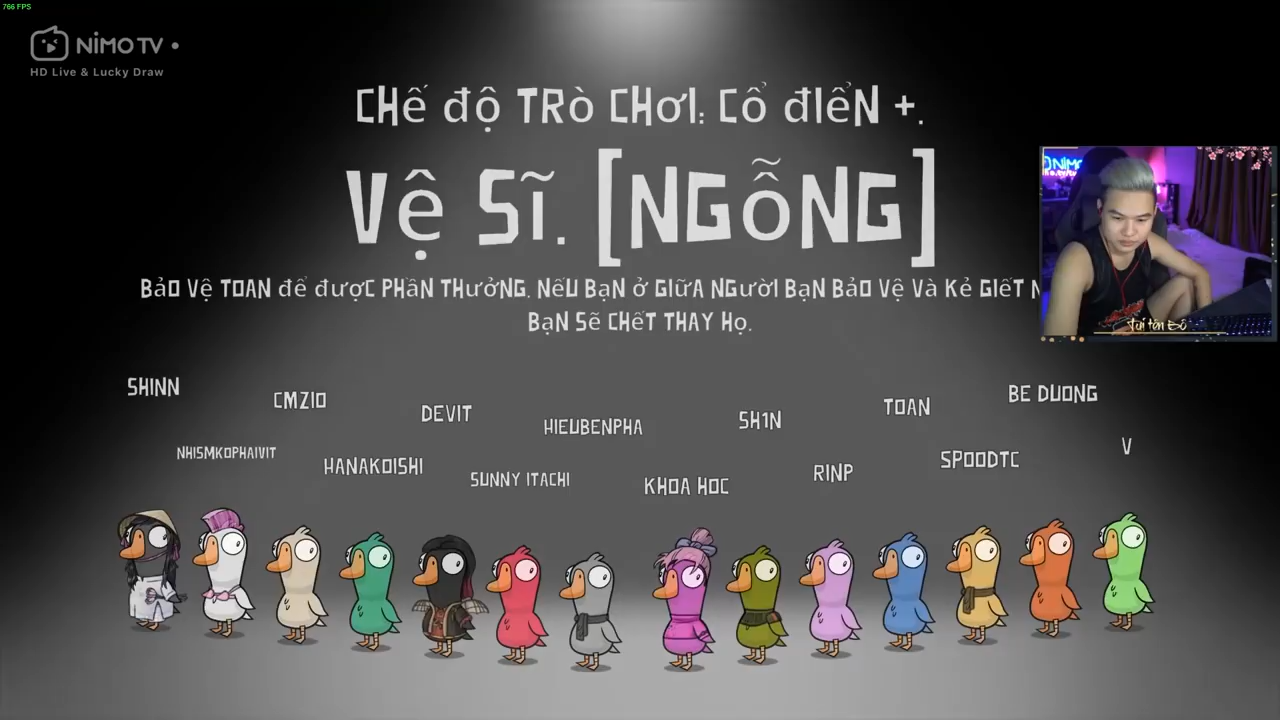 766 FPS
NIMO TV
HD Live & Lucky Draw
CHẾ ĐỘ TRÒ CHƠI: CỔ ĐIỂN +.
VỆ SĨ. [NGỖNG]
BẢO VỆ TOAN ĐỂ ĐƯỢC PHẦN THƯỞNG. NẾU BẠN Ở GIỮA NGƯỜI BẠN BẢO VỆ VÀ KẺ GIẾT
BẠN SẼ CHẾT THAY HỌ.
SHINN
CMZIO
DEVIT
HIEUBENPHA
SH1N
TOAN
BE DUONG
NHISMKOPHAIVIT
HANAKOISHI
SUNNY ITACHI
KHOA HOC
RINP
SPOODTC
V
NIMO